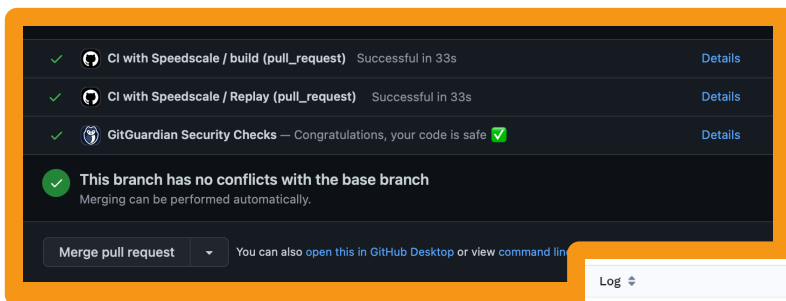 CI with Speedscale / build (pull_request) Successful in 33s Details
CI with Speedscale / Replay (pull_request) Successful in 33s Details
GitGuardian Security Checks — Congratulations, your code is safe ✅ Details
This branch has no conflicts with the base branch
Merging can be performed automatically.
Merge pull request You can also open this in GitHub Desktop or view command lin
Log